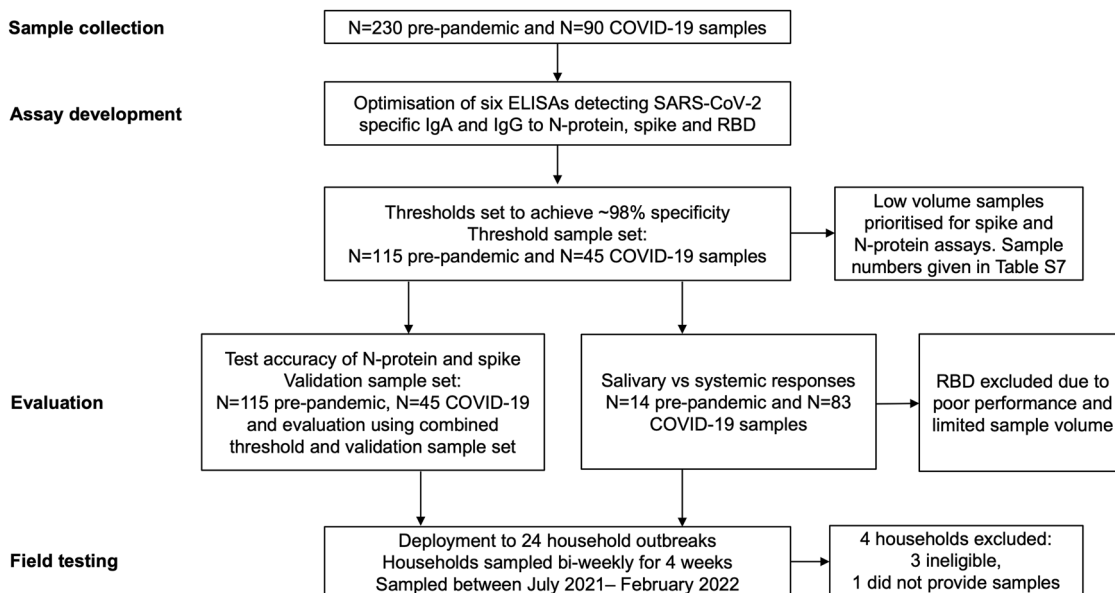 Sample collection
N=230 pre-pandemic and N=90 COVID-19 samples
Assay development
Optimisation of six ELISAs detecting SARS-CoV-2
specific IgA and IgG to N-protein, spike and RBD
Thresholds set to achieve ~98% specificity
Threshold sample set:
N=115 pre-pandemic and N=45 COVID-19 samples
Low volume samples
prioritised for spike and
N-protein assays. Sample
numbers given in Table S7
Evaluation
Test accuracy of N-protein and spike
Validation sample set:
N=115 pre-pandemic, N=45 COVID-19
and evaluation using combined
threshold and validation sample set
Salivary vs systemic responses
N=14 pre-pandemic and N=83
COVID-19 samples
RBD excluded due to
poor performance and
limited sample volume
Field testing
Deployment to 24 household outbreaks
Households sampled bi-weekly for 4 weeks
Sampled between July 2021– February 2022
4 households excluded:
3 ineligible,
1 did not provide samples